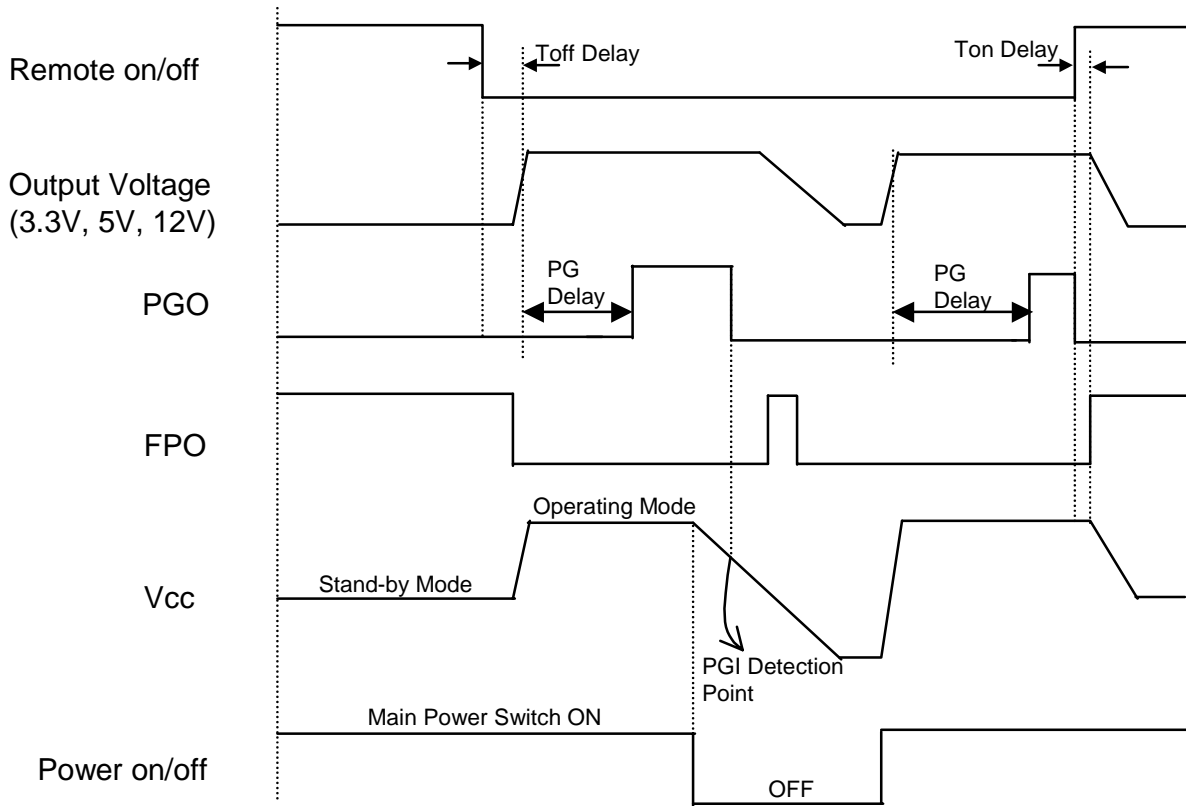 Remote on/off
Toff Delay
Ton Delay
Output Voltage
(3.3V, 5V, 12V)
PGO
PG
Delay
PG
Delay
FPO
Vcc
Operating Mode
Stand-by Mode
PGI Detection
Point
Main Power Switch ON
Power on/off
OFF